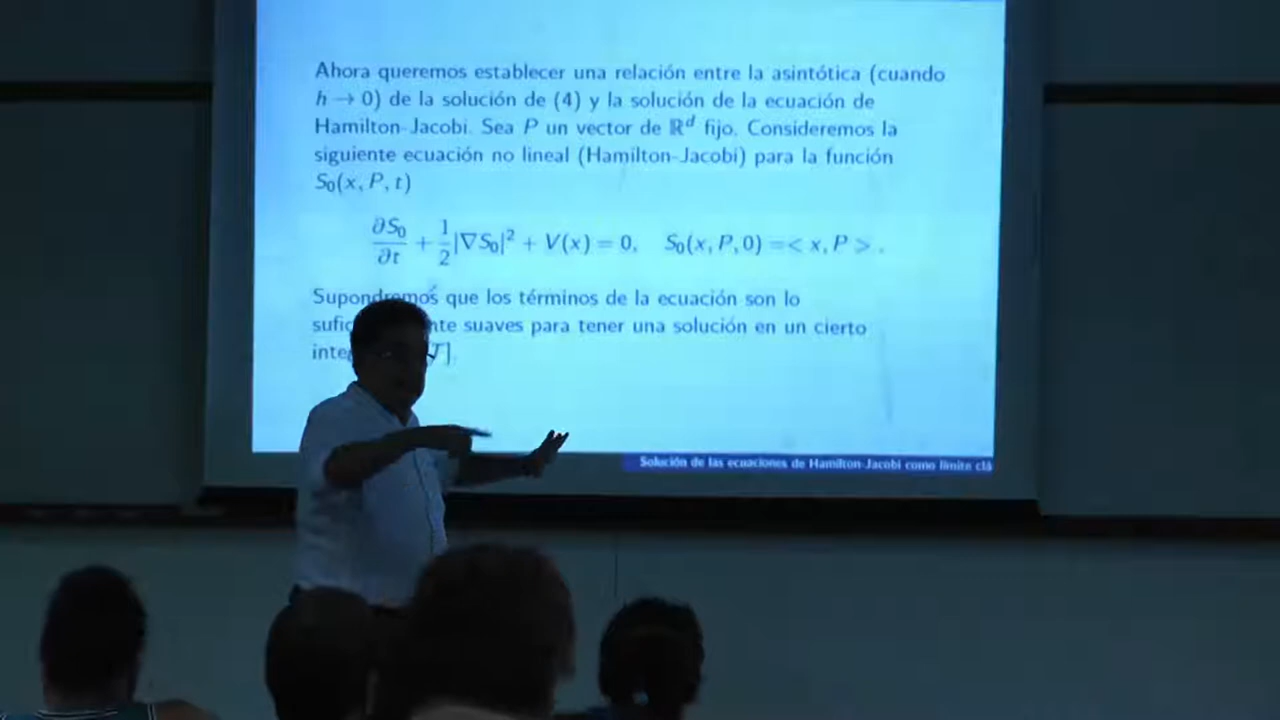 Ahora queremos establecer una relación entre la asintótica (cuando
h → 0) de la solución de (4) y la solución de la ecuación de
Hamilton-Jacobi. Sea P un vector de ℝᵈ fijo. Consideremos la
siguiente ecuación no lineal (Hamilton-Jacobi) para la función
S₀(x, P, t)
∂S₀/∂t + 1/2|∇S₀|² + V(x) = 0, S₀(x, P, 0) =< x, P > .
Supondremos que los términos de la ecuación son lo
suaves para tener una solución en un cierto
Solución de las ecuaciones de Hamilton-Jacobi como límite clá